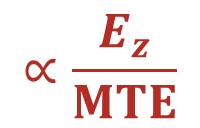 ∝ E_z / MTE